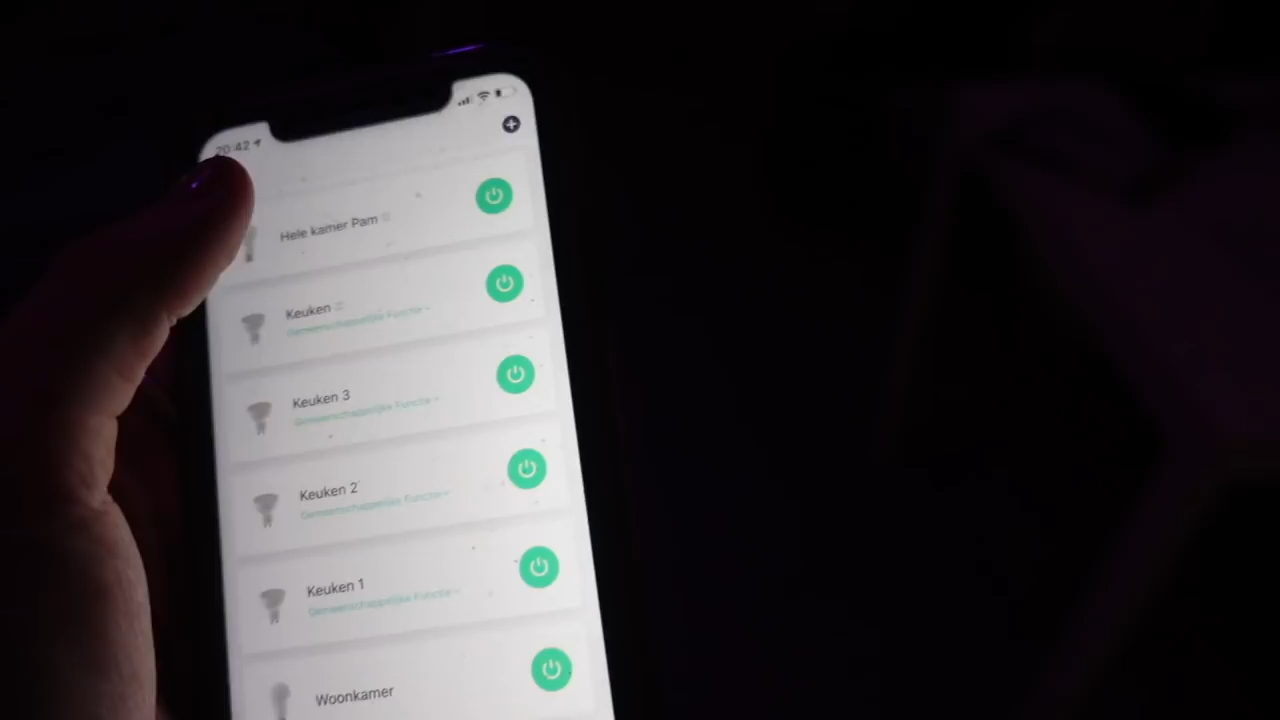 20:42
Hele kamer Pam
Keuken
Gemeenschappelijke Functie
Keuken 3
Gemeenschappelijke Functie
Keuken 2
Gemeenschappelijke Functie
Keuken 1
Gemeenschappelijke Functie
Woonkamer